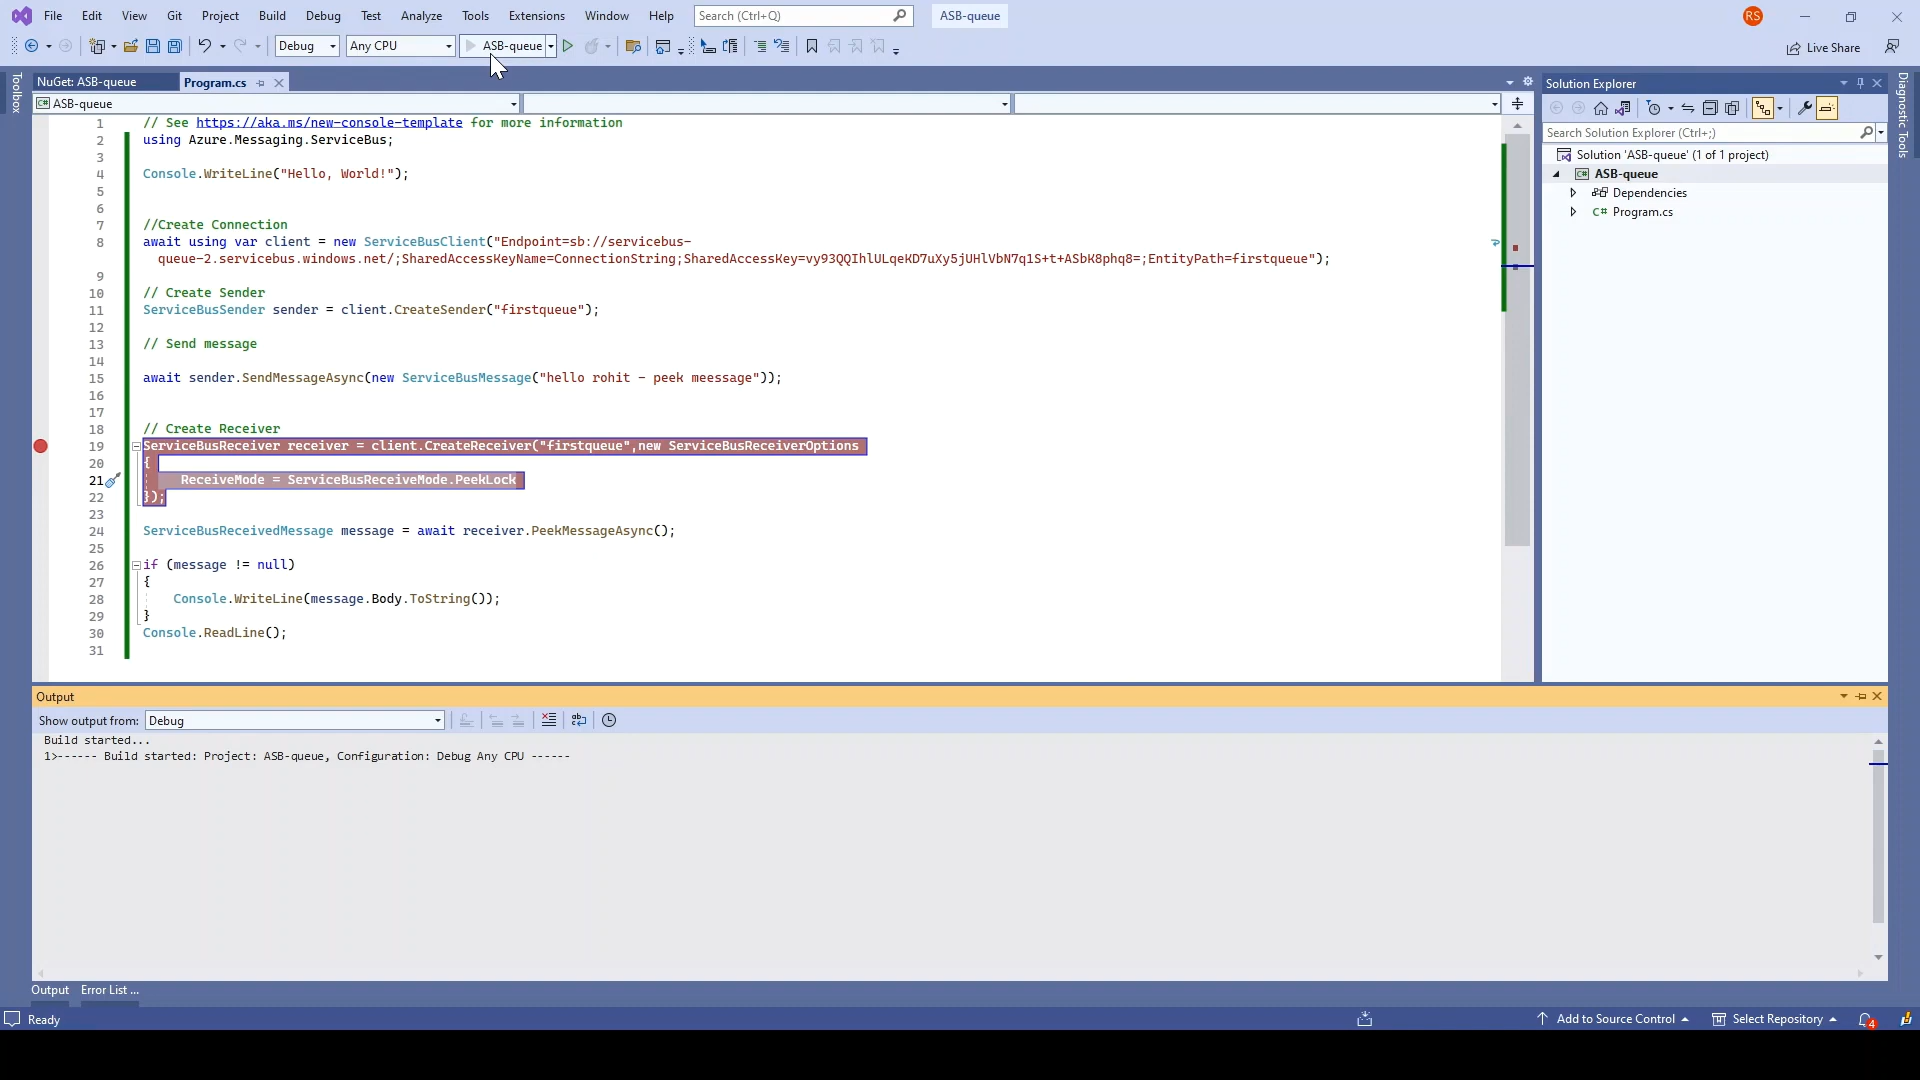 File Edit View Git Project Build Debug Test Analyze Tools Extensions Window Help Search (Ctrl+Q) ASB-queue RS
Debug Any CPU ASB-queue Live Share
Toolbox
NuGet: ASB-queue Program.cs
ASB-queue
1 // See https://aka.ms/new-console-template for more information
2 using Azure.Messaging.ServiceBus;
3
4 Console.WriteLine("Hello, World!");
5
6
7 //Create Connection
8 await using var client = new ServiceBusClient("Endpoint=sb://servicebus-
queue-2.servicebus.windows.net/;SharedAccessKeyName=ConnectionString;SharedAccessKey=vy93QQIhlULqeKD7uXy5jUHlVbN7q1S+t+ASbK8phq8=;EntityPath=firstqueue");
9
10 // Create Sender
11 ServiceBusSender sender = client.CreateSender("firstqueue");
12
13 // Send message
14
15 await sender.SendMessageAsync(new ServiceBusMessage("hello rohit - peek meessage"));
16
17
18 // Create Receiver
19 ServiceBusReceiver receiver = client.CreateReceiver("firstqueue",new ServiceBusReceiverOptions
20 {
21 ReceiveMode = ServiceBusReceiveMode.PeekLock
22 });
23
24 ServiceBusReceivedMessage message = await receiver.PeekMessageAsync();
25
26 if (message != null)
27 {
28 Console.WriteLine(message.Body.ToString());
29 }
30 Console.ReadLine();
31
Solution Explorer
Search Solution Explorer (Ctrl+;)
Solution 'ASB-queue' (1 of 1 project)
ASB-queue
Dependencies
C# Program.cs
Diagnostic Tools
Output
Show output from: Debug
Build started...
1>------ Build started: Project: ASB-queue, Configuration: Debug Any CPU ------
Output Error List ...
Ready Add to Source Control Select Repository 4